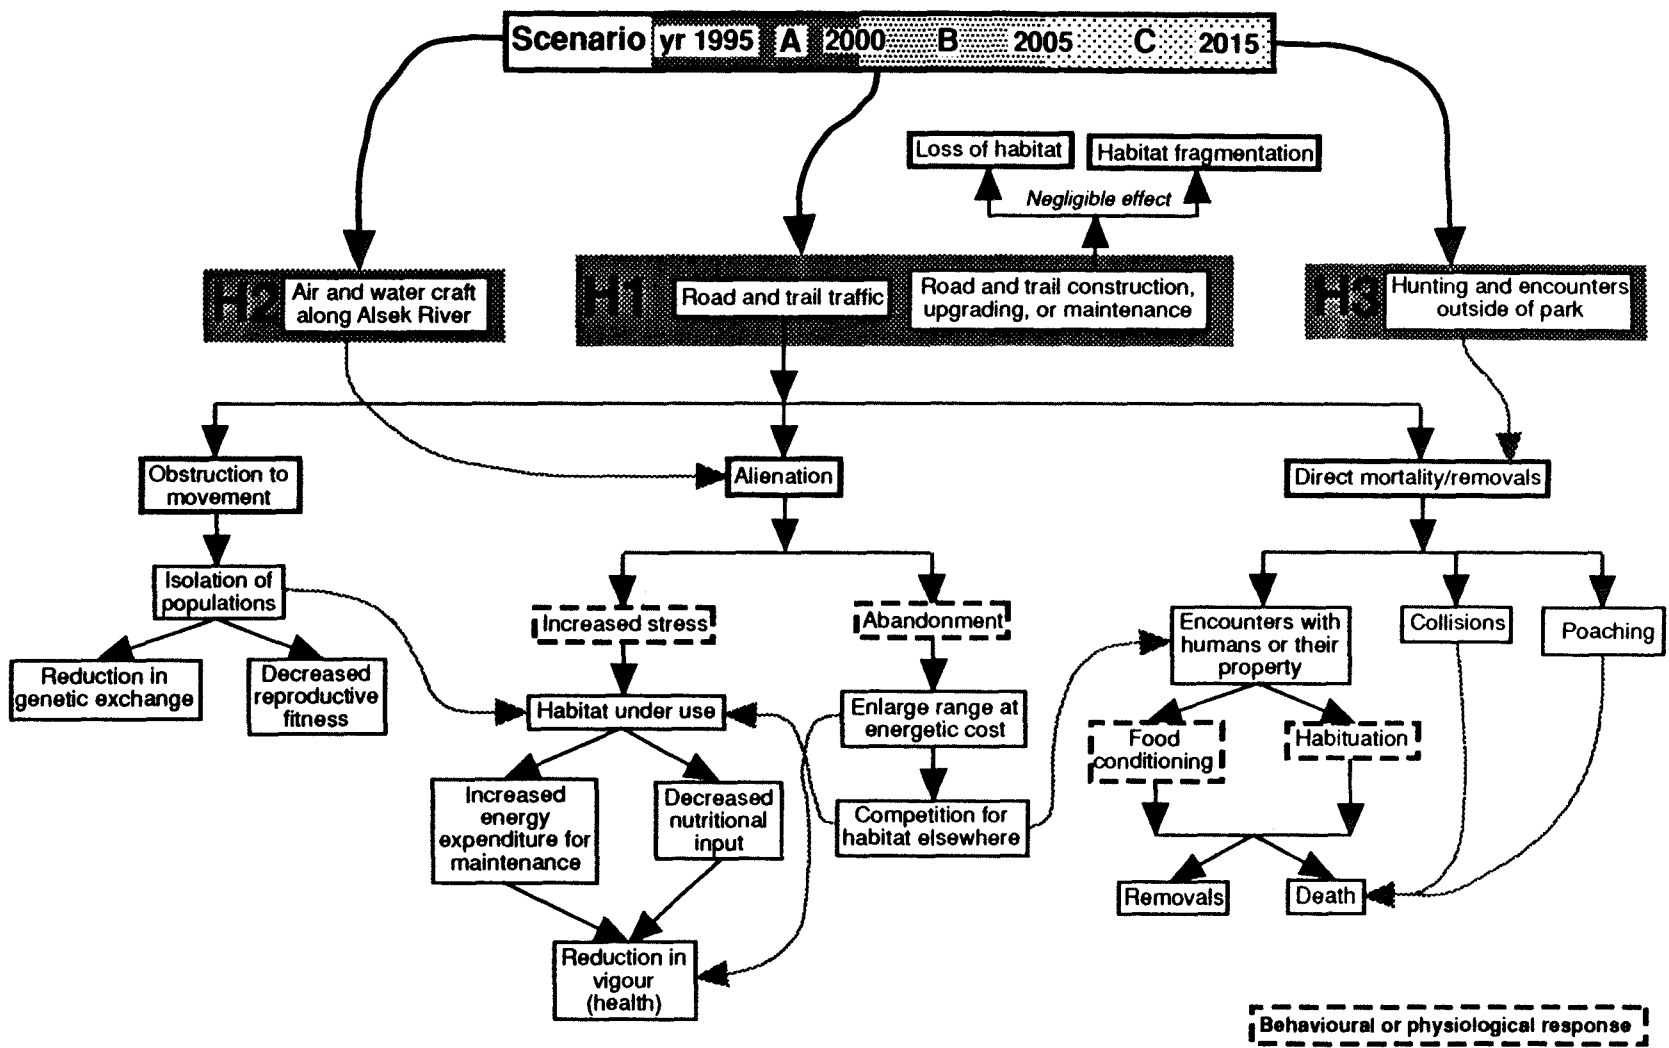 Scenario yr 1995 A 2000 B 2005 C 2015
Loss of habitat
Habitat fragmentation
Negligible effect
H2
Air and water craft
along Alsek River
H1
Road and trail traffic
Road and trail construction,
upgrading, or maintenance
H3
Hunting and encounters
outside of park
Obstruction to
movement
Alienation
Direct mortality/removals
Isolation of
populations
Increased stress
Abandonment
Encounters with
humans or their
property
Collisions
Poaching
Reduction in
genetic exchange
Decreased
reproductive
fitness
Habitat under use
Enlarge range at
energetic cost
Food
conditioning
Habituation
Increased
energy
expenditure for
maintenance
Decreased
nutritional
input
Competition for
habitat elsewhere
Removals
Death
Reduction in
vigour
(health)
Behavioural or physiological response